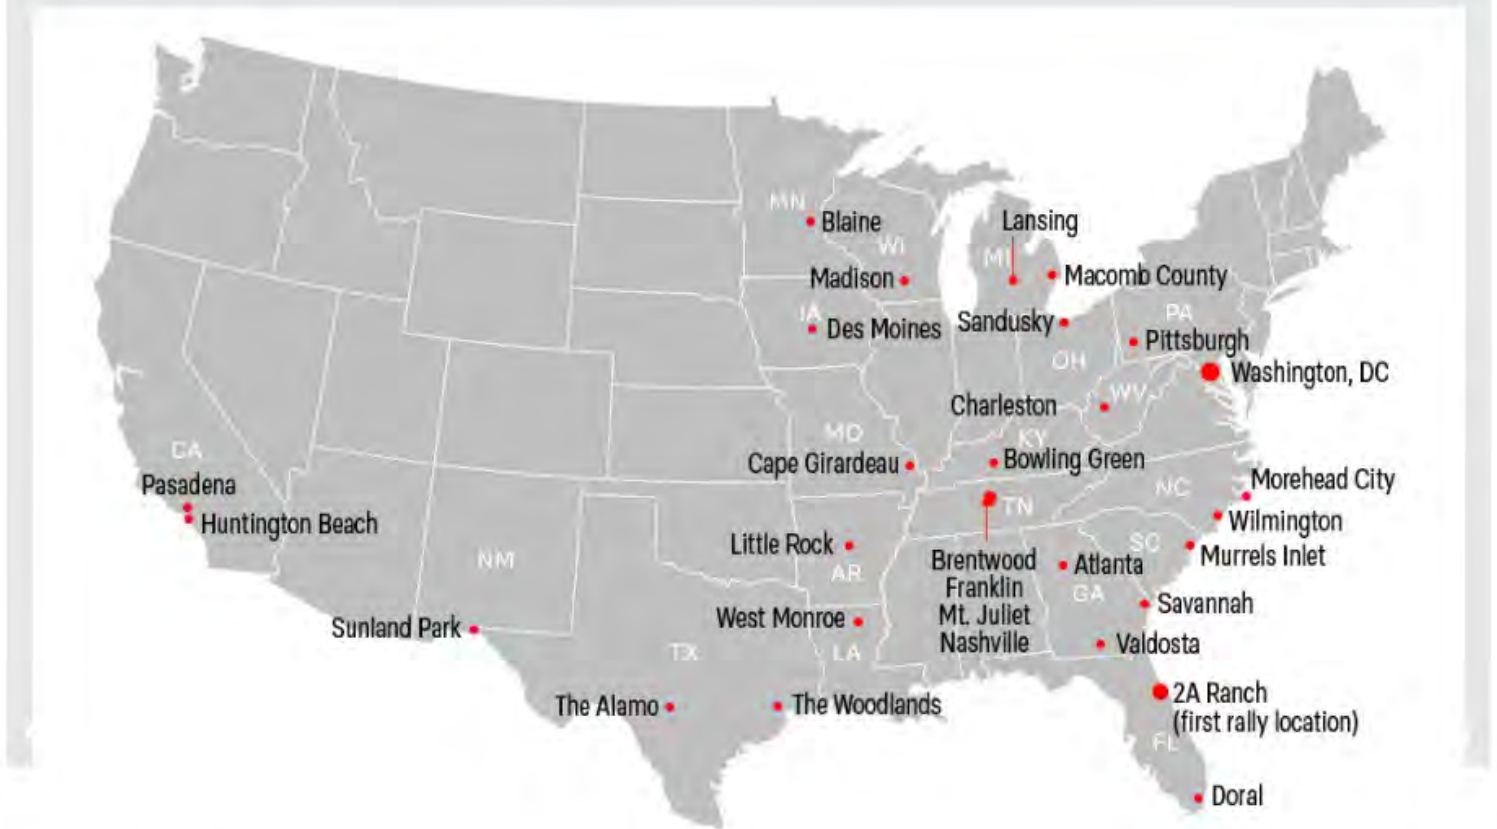 MN
Blaine
Lansing
WI
MI
Madison
Macomb County
IA
Des Moines
Sandusky
PA
Pittsburgh
OH
Washington, DC
WV
Charleston
MO
KY
CA
Cape Girardeau
Bowling Green
Pasadena
Morehead City
NC
TN
Huntington Beach
Wilmington
Little Rock
SC
Murrels Inlet
NM
Brentwood
Franklin
Mt. Juliet
Nashville
Atlanta
AR
GA
Savannah
West Monroe
Sunland Park
Valdosta
TX
LA
2A Ranch
(first rally location)
The Alamo
The Woodlands
FL
Doral